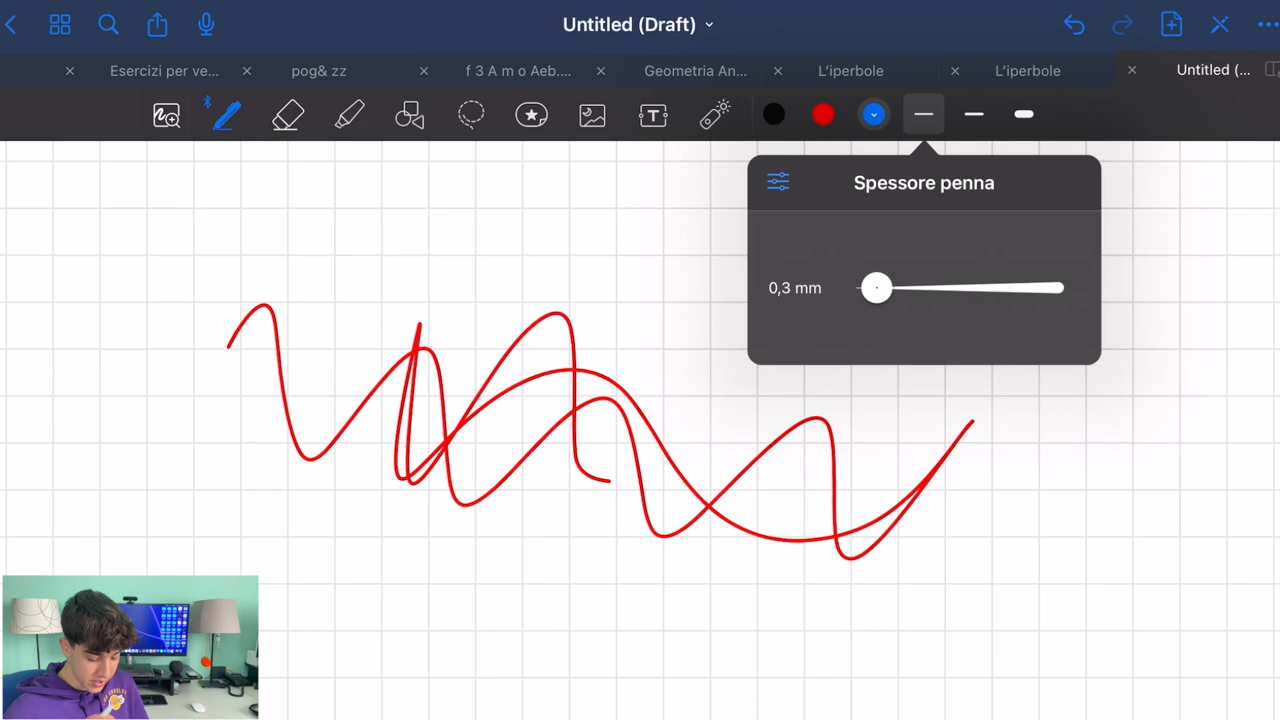 Untitled (Draft)
Esercizi per ve...
pog& zz
f 3 A m o Aeb....
Geometria An...
L'iperbole
L'iperbole
Untitled (...
T
Spessore penna
0,3 mm